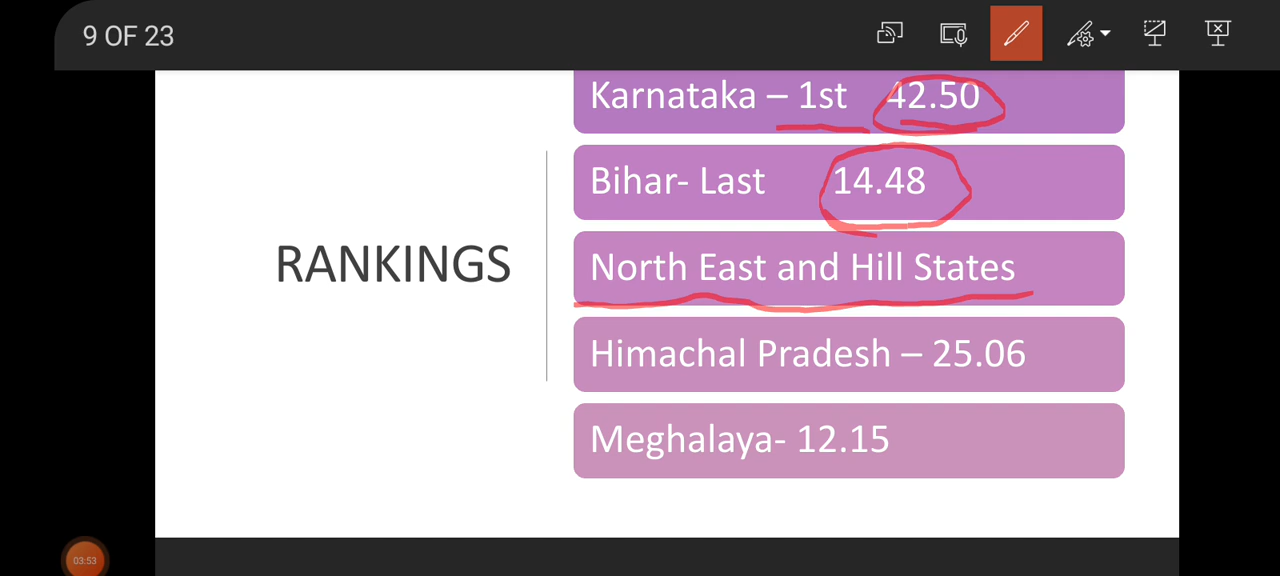 9 OF 23
Karnataka – 1st 42.50
Bihar- Last 14.48
RANKINGS
North East and Hill States
Himachal Pradesh – 25.06
Meghalaya- 12.15
03:53